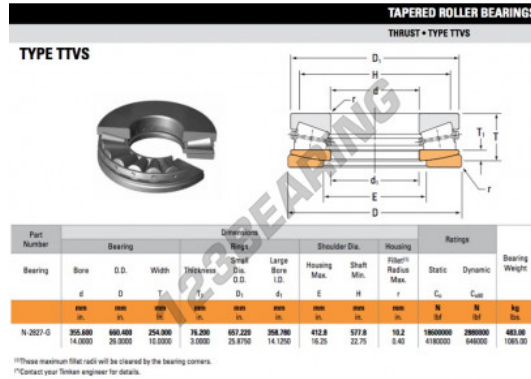 TAPERED ROLLER BEARINGS
THRUST • TYPE TTVS
TYPE TTVS
D₁
H
d
r
T₁
T
d₁
E
D
r
123BEARING
Part Number Dimensions Ratings Bearing Weight
Bearing Rings Shoulder Dia. Housing
Bearing Bore O.D. Width Thickness Small Dia. O.D. Large Bore I.D. Housing Max. Shaft Min. Fillet⁽¹⁾ Radius Max. Static Dynamic
d D T T₁ D₁ d₁ E H r
mm mm mm mm mm mm mm mm mm N N kg
in. in. in. in. in. in. in. in. in. lbf lbf lbs.
N-2627-G 355.600 660.400 254.000 76.200 657.220 358.780 412.8 577.8 10.2 18600000 2880000 483.00
14.0000 26.0000 10.0000 3.0000 25.8750 14.1250 16.25 22.75 0.40 4180000 646000 1065.00
⁽¹⁾These maximum fillet radii will be cleared by the bearing corners.
⁽*⁾Contact your Timken engineer for details.